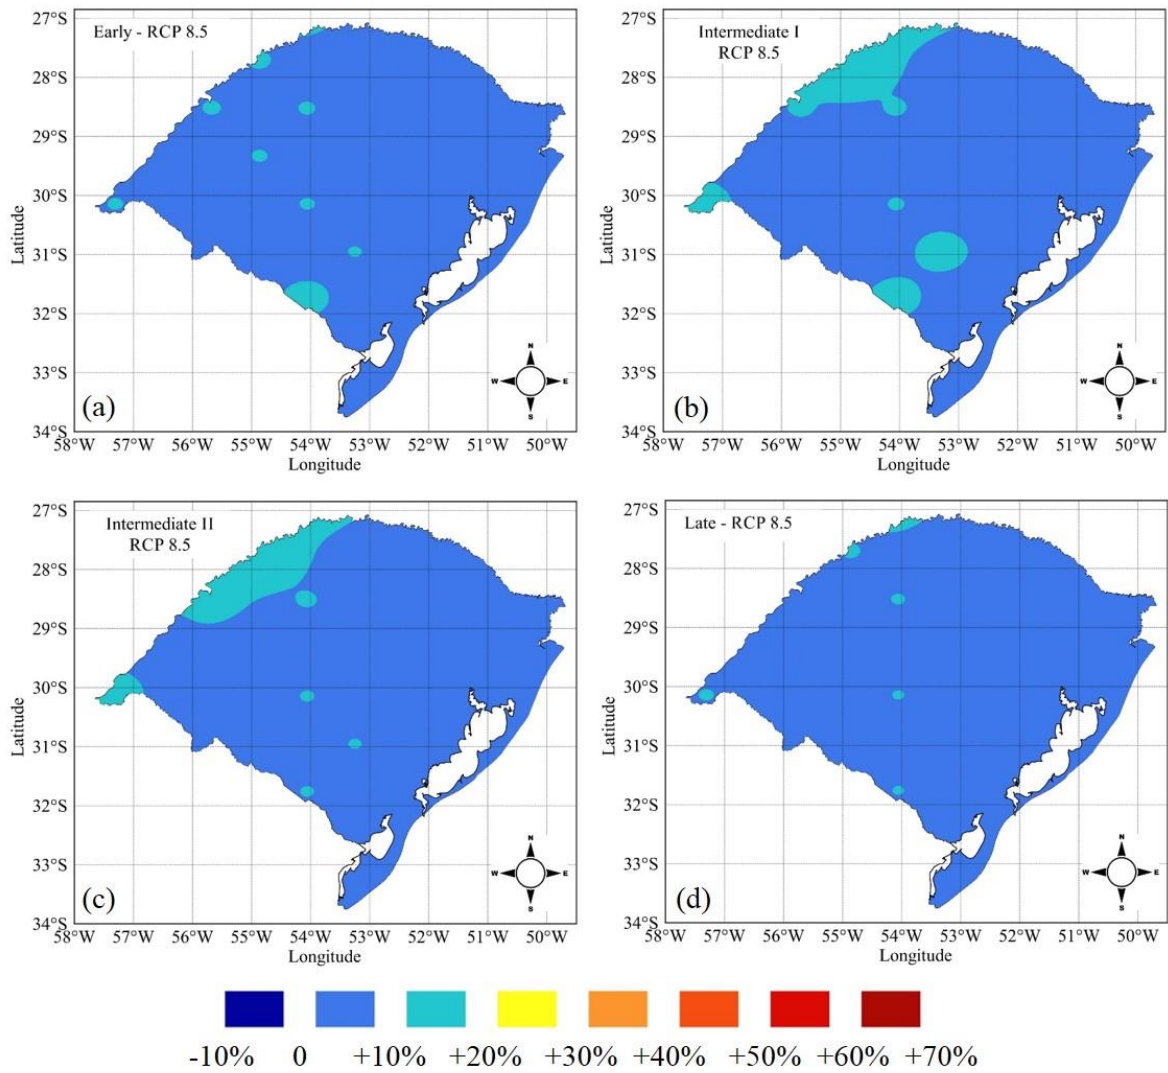 27°S
28°S
29°S
30°S
31°S
32°S
33°S
34°S
Latitude
Early - RCP 8.5
(a)
N
W E
S
58°W 57°W 56°W 55°W 54°W 53°W 52°W 51°W 50°W
Longitude
27°S
28°S
29°S
30°S
31°S
32°S
33°S
34°S
Latitude
Intermediate I
RCP 8.5
(b)
N
W E
S
58°W 57°W 56°W 55°W 54°W 53°W 52°W 51°W 50°W
Longitude
27°S
28°S
29°S
30°S
31°S
32°S
33°S
34°S
Latitude
Intermediate II
RCP 8.5
(c)
N
W E
S
58°W 57°W 56°W 55°W 54°W 53°W 52°W 51°W 50°W
Longitude
27°S
28°S
29°S
30°S
31°S
32°S
33°S
34°S
Latitude
Late - RCP 8.5
(d)
N
W E
S
58°W 57°W 56°W 55°W 54°W 53°W 52°W 51°W 50°W
Longitude
-10% 0 +10% +20% +30% +40% +50% +60% +70%